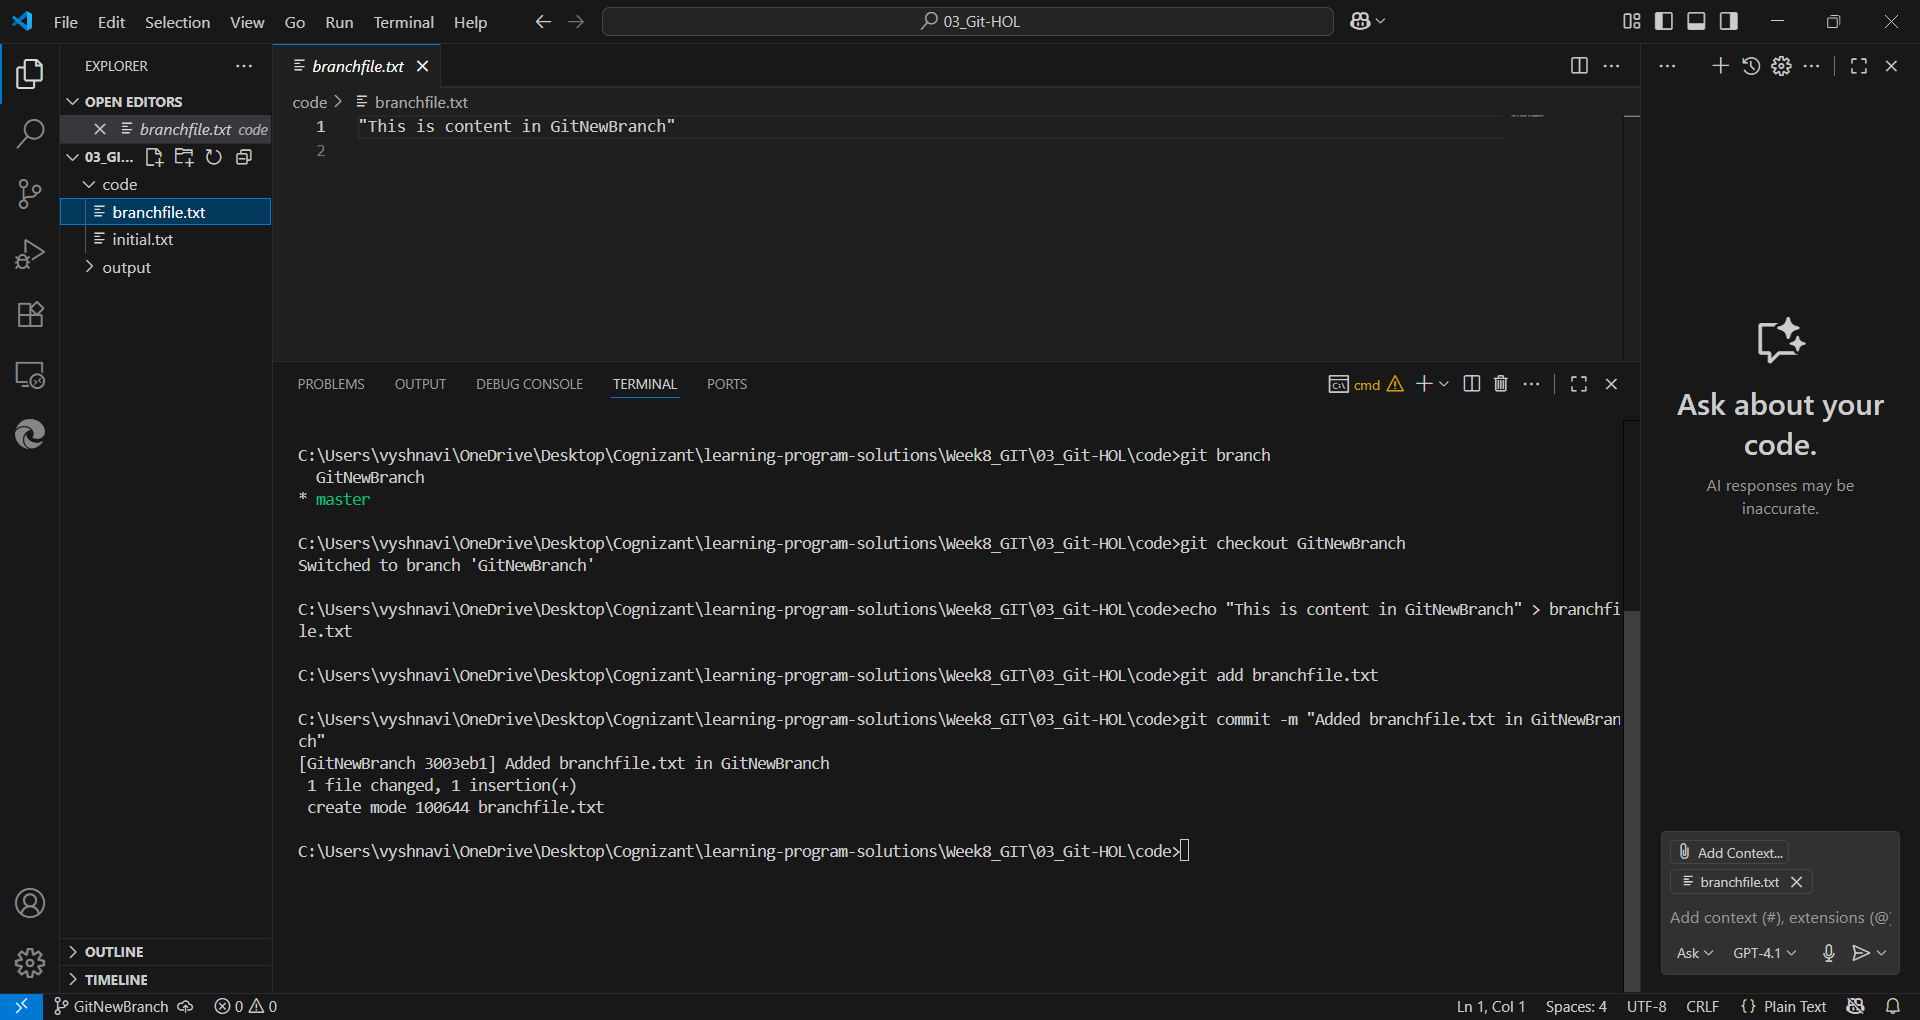 File Edit Selection View Go Run Terminal Help
03_Git-HOL
EXPLORER
OPEN EDITORS
branchfile.txt code
03_GI...
code
branchfile.txt
initial.txt
output
OUTLINE
TIMELINE
branchfile.txt
code > branchfile.txt
1 "This is content in GitNewBranch"
2
PROBLEMS OUTPUT DEBUG CONSOLE TERMINAL PORTS
cmd
C:\Users\vyshnavi\OneDrive\Desktop\Cognizant\learning-program-solutions\Week8_GIT\03_Git-HOL\code>git branch
GitNewBranch
* master
C:\Users\vyshnavi\OneDrive\Desktop\Cognizant\learning-program-solutions\Week8_GIT\03_Git-HOL\code>git checkout GitNewBranch
Switched to branch 'GitNewBranch'
C:\Users\vyshnavi\OneDrive\Desktop\Cognizant\learning-program-solutions\Week8_GIT\03_Git-HOL\code>echo "This is content in GitNewBranch" > branchfi
le.txt
C:\Users\vyshnavi\OneDrive\Desktop\Cognizant\learning-program-solutions\Week8_GIT\03_Git-HOL\code>git add branchfile.txt
C:\Users\vyshnavi\OneDrive\Desktop\Cognizant\learning-program-solutions\Week8_GIT\03_Git-HOL\code>git commit -m "Added branchfile.txt in GitNewBran
ch"
[GitNewBranch 3003eb1] Added branchfile.txt in GitNewBranch
1 file changed, 1 insertion(+)
create mode 100644 branchfile.txt
C:\Users\vyshnavi\OneDrive\Desktop\Cognizant\learning-program-solutions\Week8_GIT\03_Git-HOL\code>
Ask about your
code.
AI responses may be
inaccurate.
Add Context...
branchfile.txt
Add context (#), extensions (@
Ask GPT-4.1
GitNewBranch 0 0
Ln 1, Col 1 Spaces: 4 UTF-8 CRLF {} Plain Text